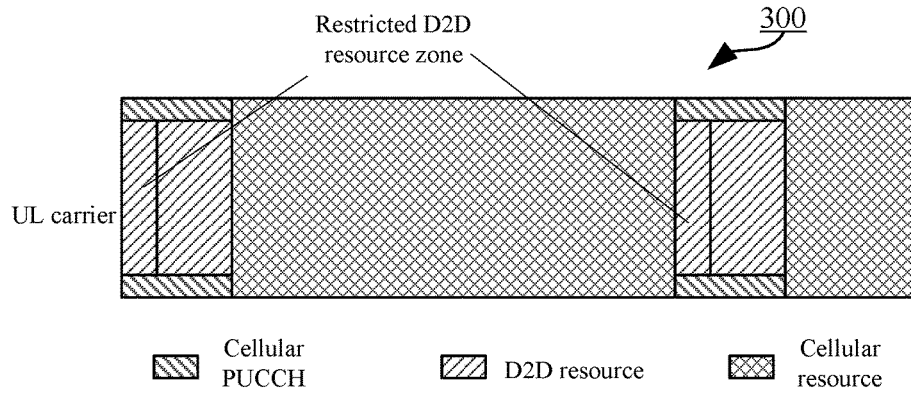 Restricted D2D
resource zone
300
UL carrier
Cellular
PUCCH
D2D resource
Cellular
resource